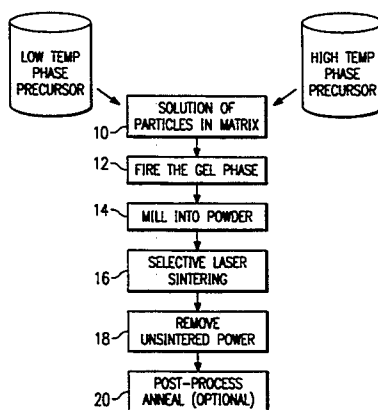 LOW TEMP
PHASE
PRECURSOR
HIGH TEMP
PHASE
PRECURSOR
SOLUTION OF
PARTICLES IN MATRIX
10
12
FIRE THE GEL PHASE
14
MILL INTO POWDER
SELECTIVE LASER
SINTERING
16
REMOVE
UNSINTERED POWER
18
POST-PROCESS
ANNEAL (OPTIONAL)
20